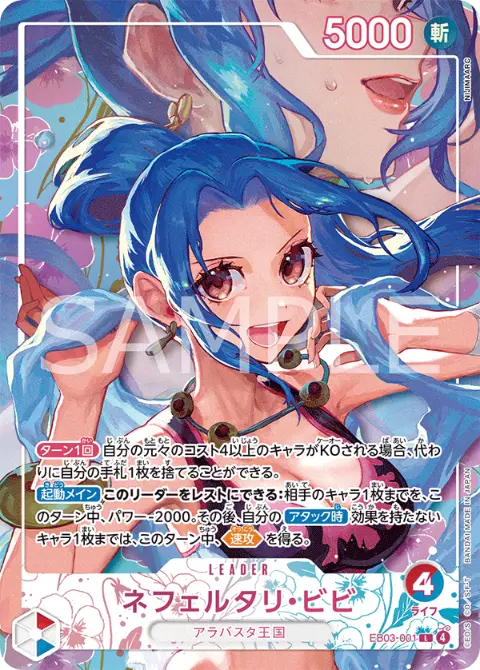 5000 斬
NIJIMAARC
SAMPLE
ターン1回 自分の元々のコスト4以上のキャラがKOされる場合、代わ
りに自分の手札1枚を捨てることができる。
起動メイン このリーダーをレストにできる:相手のキャラ1枚までを、こ
のターン中、パワー-2000。その後、自分の アタック時 効果を持たない
キャラ1枚までは、このターン中、速攻 を得る。
LEADER
ネフェルタリ・ビビ
アラバスタ王国
4
ライフ
EB03-001 L 4
BANDAI MADE IN JAPAN